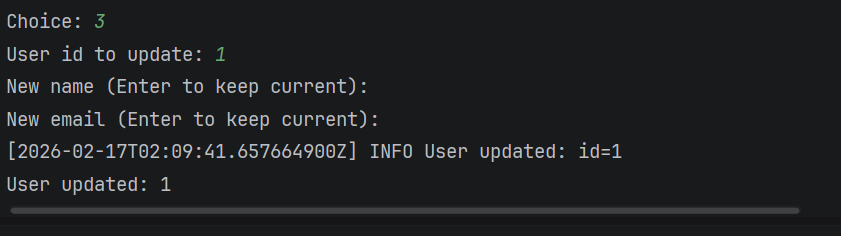 Choice: 3
User id to update: 1
New name (Enter to keep current):
New email (Enter to keep current):
[2026-02-17T02:09:41.657664900Z] INFO User updated: id=1
User updated: 1